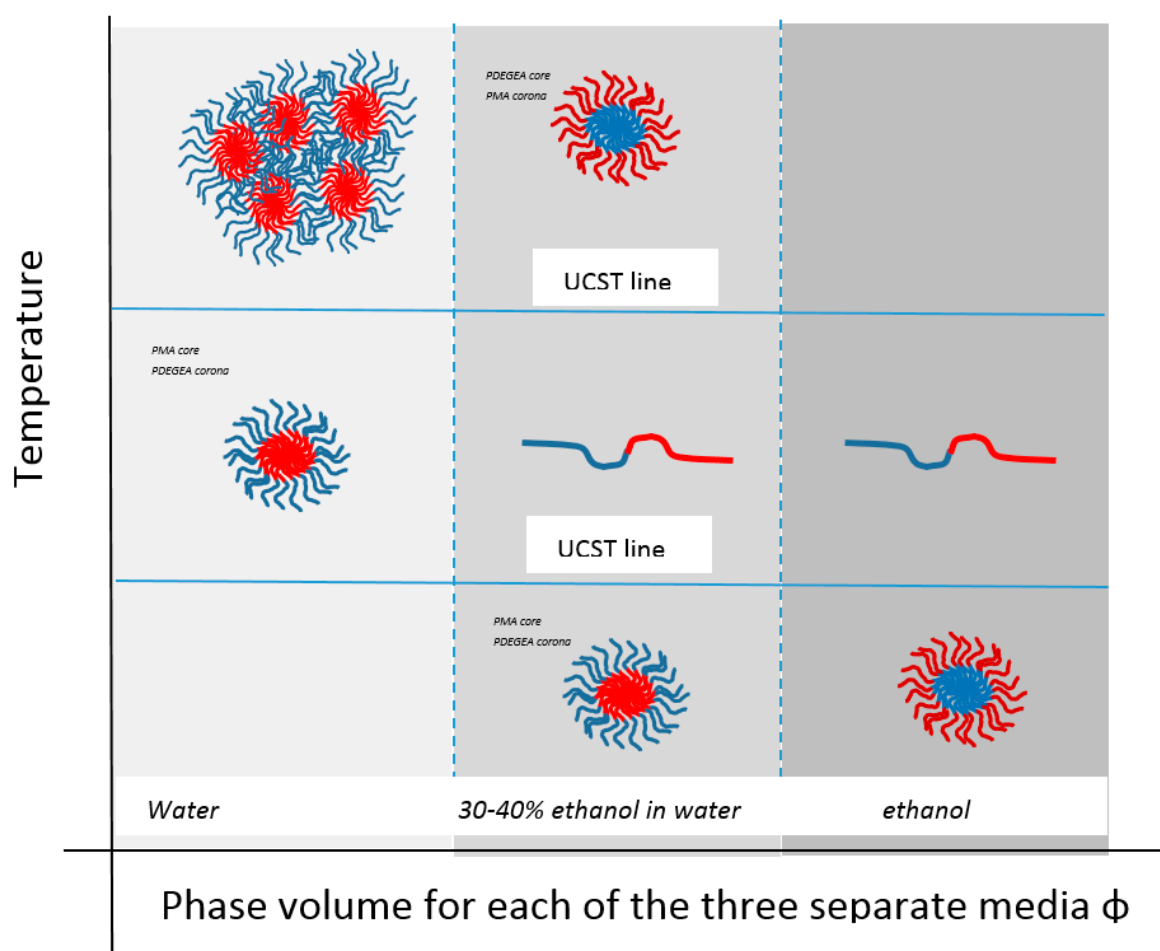 Temperature
PDEGEA core
PMA corona
UCST line
PMA core
PDEGEA corona
UCST line
PMA core
PDEGEA corona
Water
30-40% ethanol in water
ethanol
Phase volume for each of the three separate media ϕ